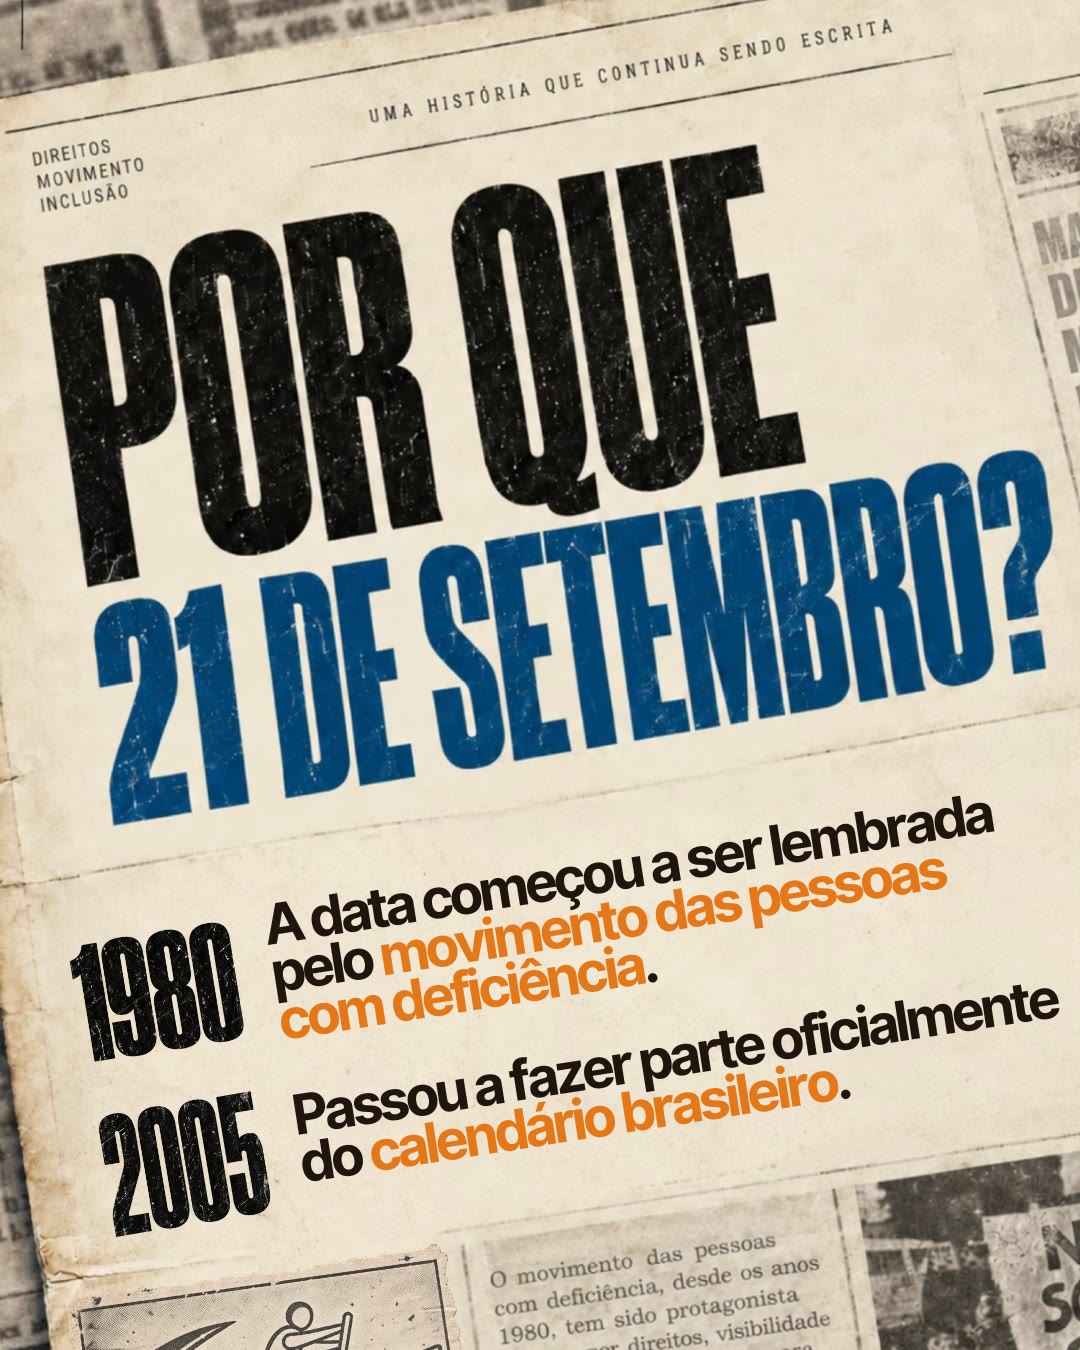 UMA HISTÓRIA QUE CONTINUA SENDO ESCRITA
DIREITOS
MOVIMENTO
INCLUSÃO
POR QUE
21 DE SETEMBRO?
1980
A data começou a ser lembrada
pelo movimento das pessoas
com deficiência.
2005
Passou a fazer parte oficialmente
do calendário brasileiro.
O movimento das pessoas
com deficiência, desde os anos
1980, tem sido protagonista
direitos, visibilidade